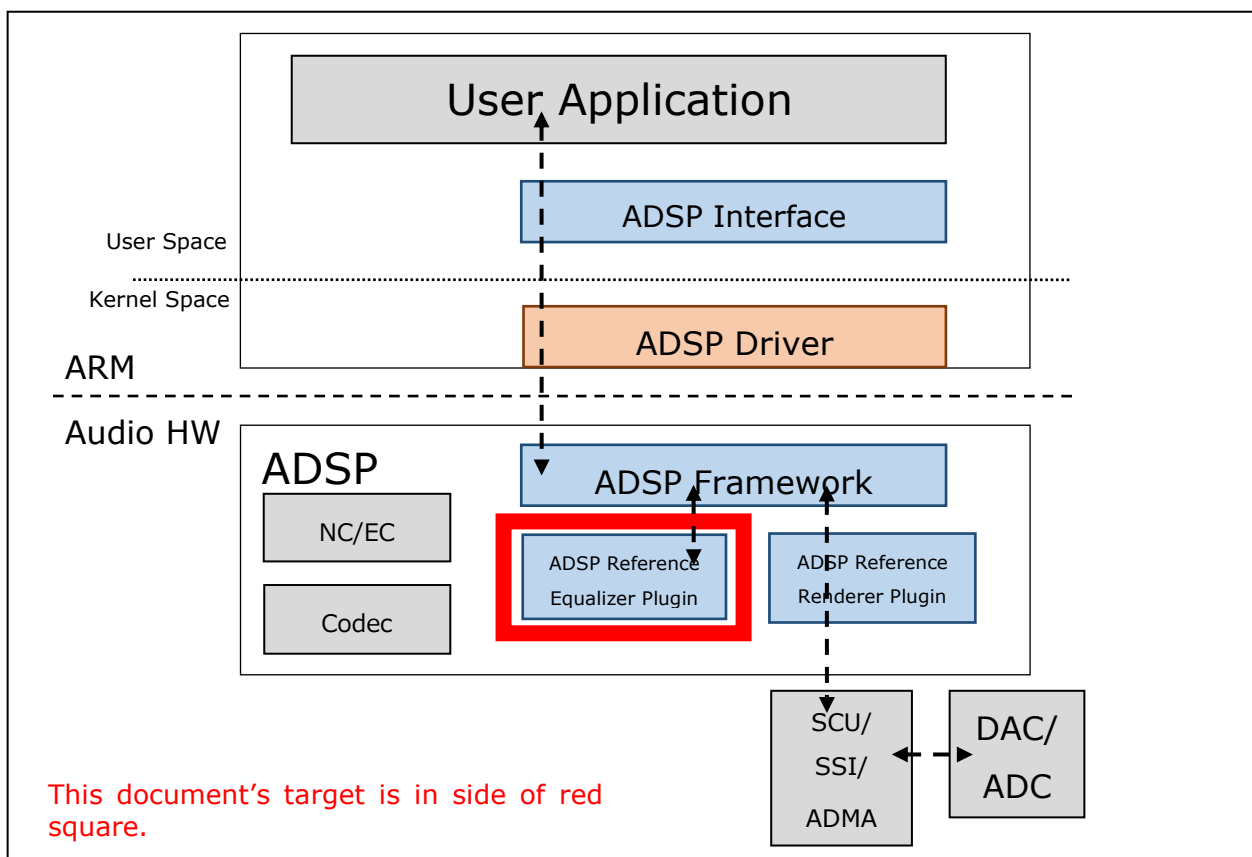 User Application
ADSP Interface
User Space
Kernel Space
ADSP Driver
ARM
Audio HW
ADSP
ADSP Framework
NC/EC
ADSP Reference
Equalizer Plugin
ADSP Reference
Renderer Plugin
Codec
SCU/
SSI/
ADMA
DAC/
ADC
This document's target is in side of red
square.